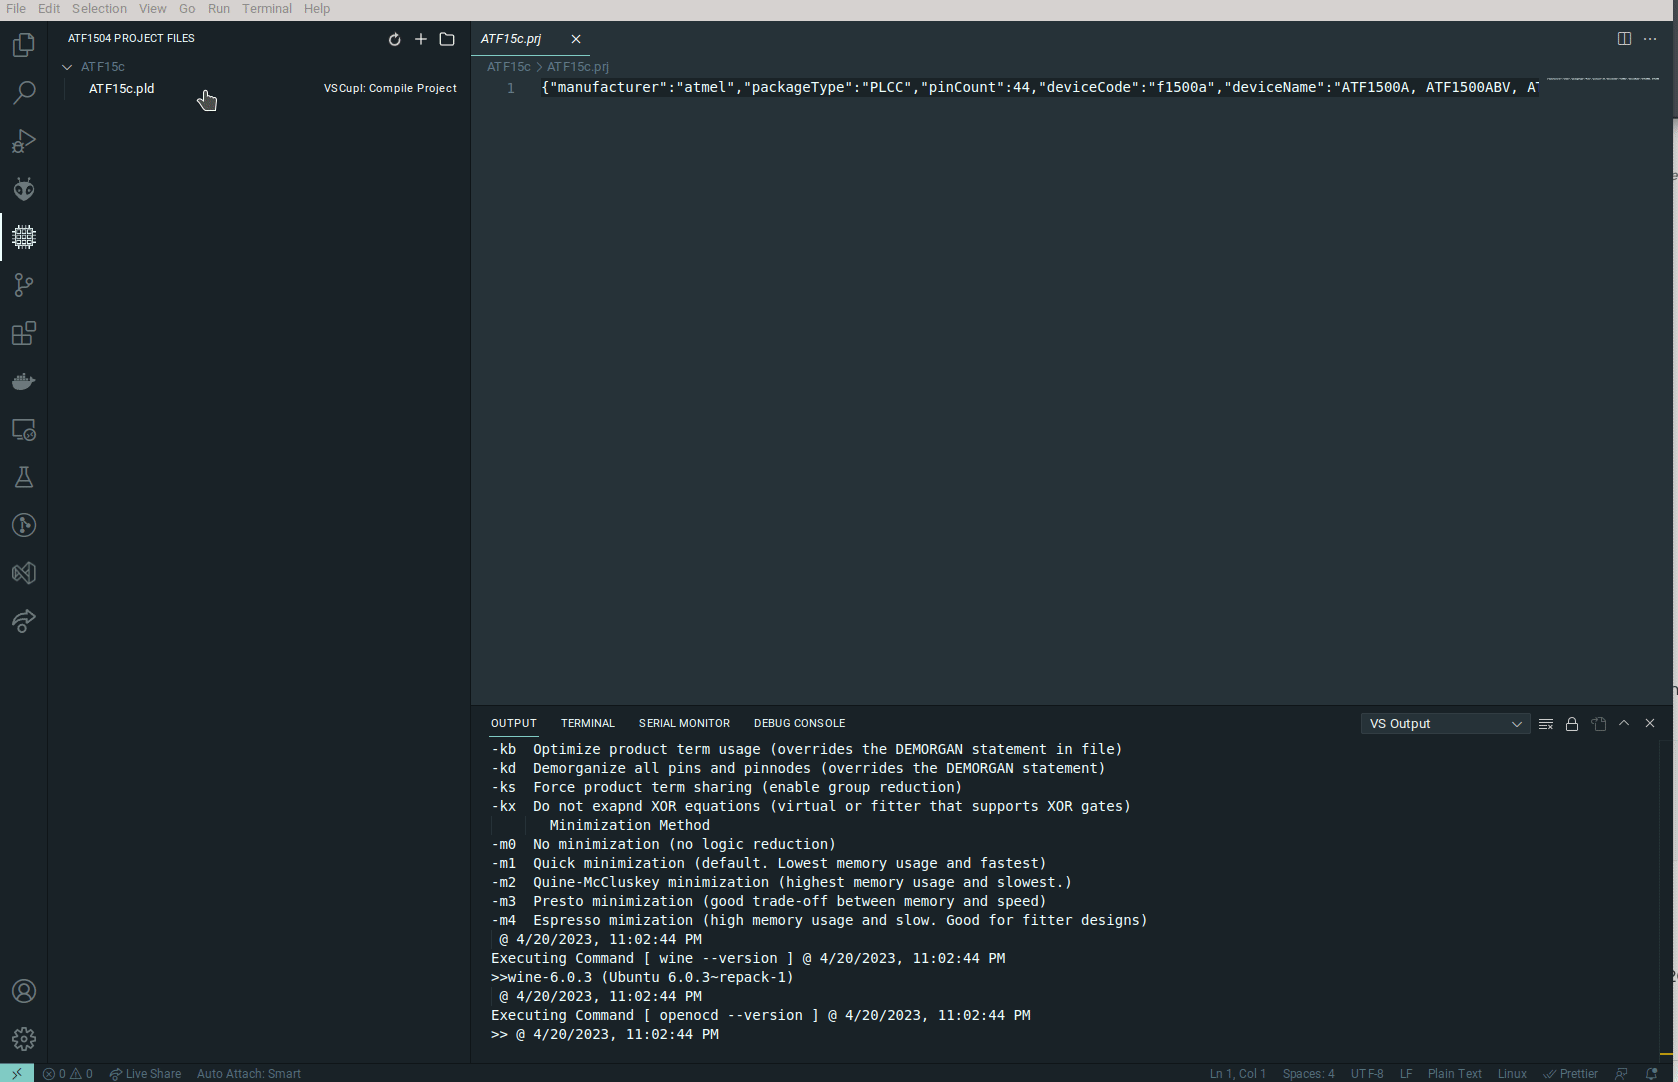 File Edit Selection View Go Run Terminal Help
ATF1504 PROJECT FILES
ATF15c
ATF15c.pld VSCupl: Compile Project
ATF15c.prj
ATF15c > ATF15c.prj
1 {"manufacturer":"atmel","packageType":"PLCC","pinCount":44,"deviceCode":"f1500a","deviceName":"ATF1500A, ATF1500ABV, AT
OUTPUT TERMINAL SERIAL MONITOR DEBUG CONSOLE VS Output
-kb Optimize product term usage (overrides the DEMORGAN statement in file)
-kd Demorganize all pins and pinnodes (overrides the DEMORGAN statement)
-ks Force product term sharing (enable group reduction)
-kx Do not exapnd XOR equations (virtual or fitter that supports XOR gates)
Minimization Method
-m0 No minimization (no logic reduction)
-m1 Quick minimization (default. Lowest memory usage and fastest)
-m2 Quine-McCluskey minimization (highest memory usage and slowest.)
-m3 Presto minimization (good trade-off between memory and speed)
-m4 Espresso mimization (high memory usage and slow. Good for fitter designs)
@ 4/20/2023, 11:02:44 PM
Executing Command [ wine --version ] @ 4/20/2023, 11:02:44 PM
>>wine-6.0.3 (Ubuntu 6.0.3~repack-1)
@ 4/20/2023, 11:02:44 PM
Executing Command [ openocd --version ] @ 4/20/2023, 11:02:44 PM
>> @ 4/20/2023, 11:02:44 PM
0 0 Live Share Auto Attach: Smart Ln 1, Col 1 Spaces: 4 UTF-8 LF Plain Text Linux Prettier